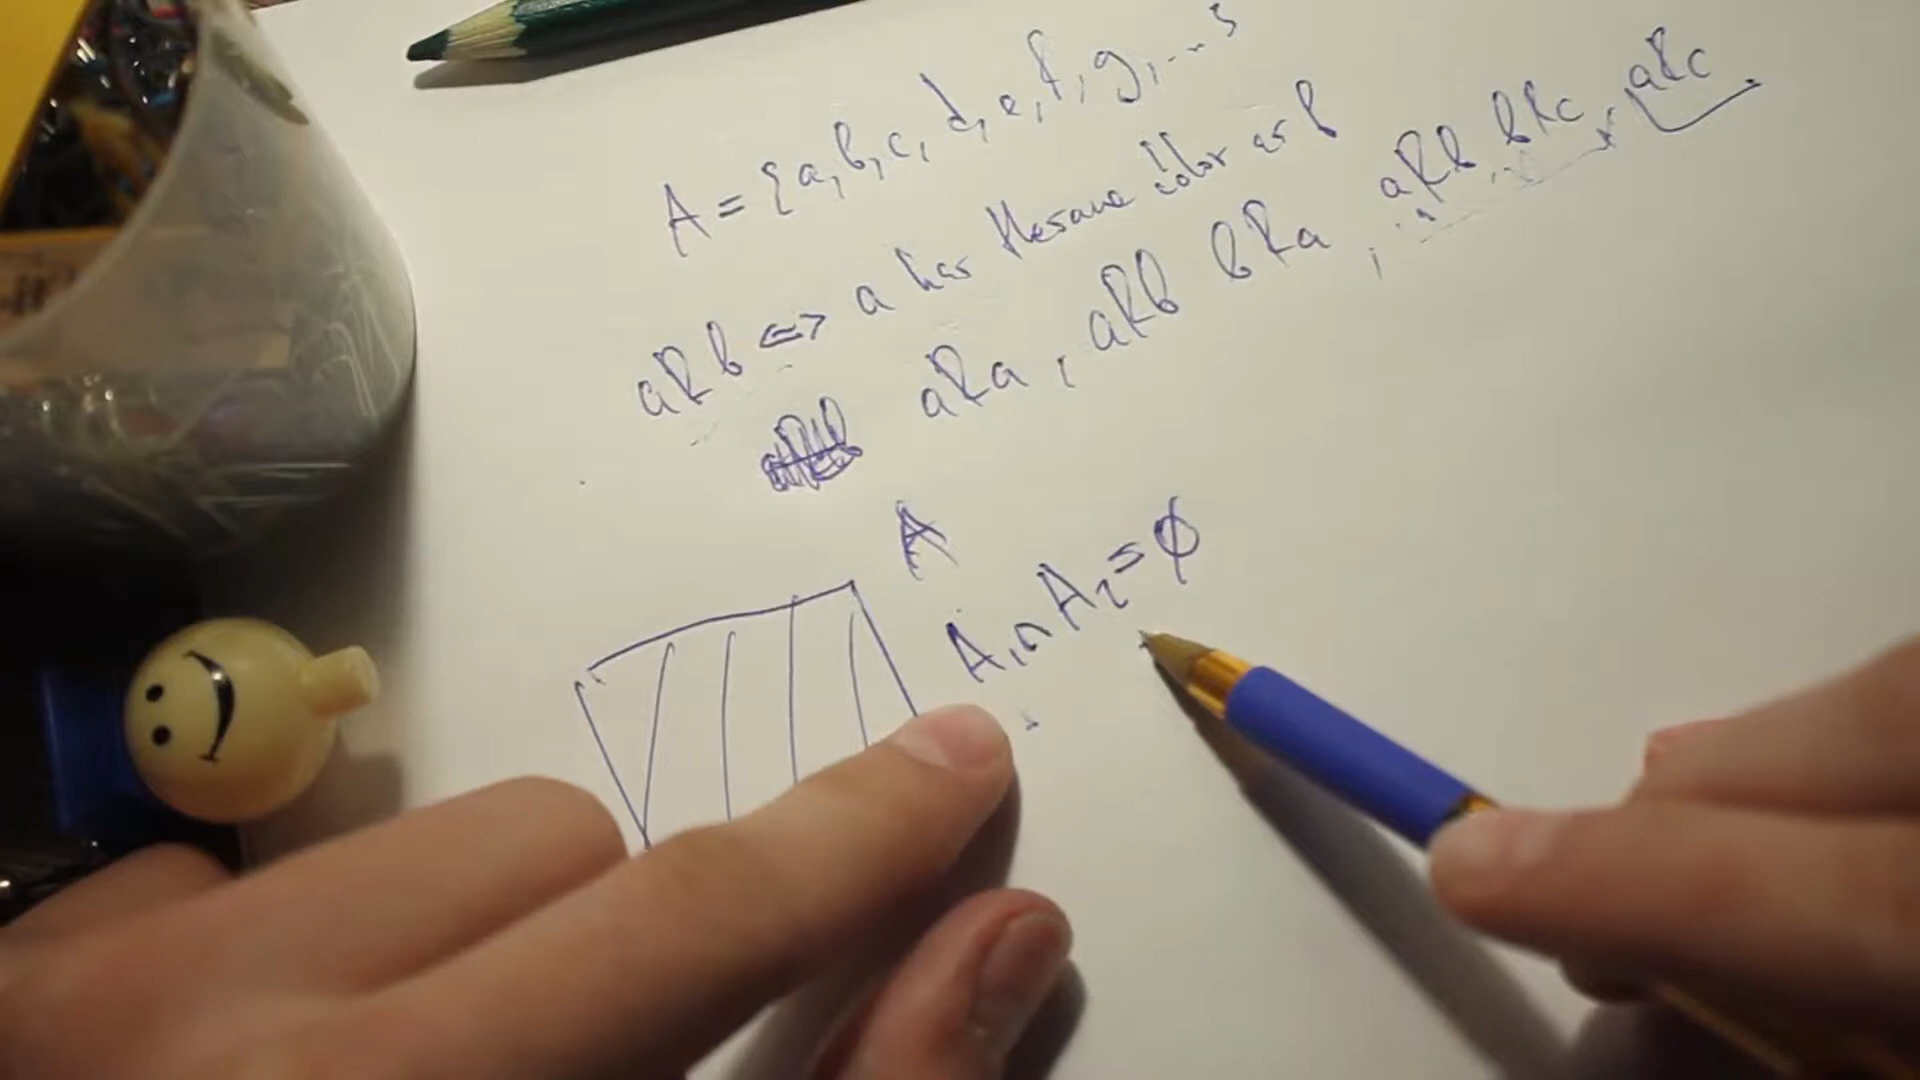 A = {a, b, c, d, e, f, g, ...}
aRb <=> a has the same color as b
aRa, aRb bRa, aRb bRc, aRc
A
A₁ ∩ A₂ = ∅